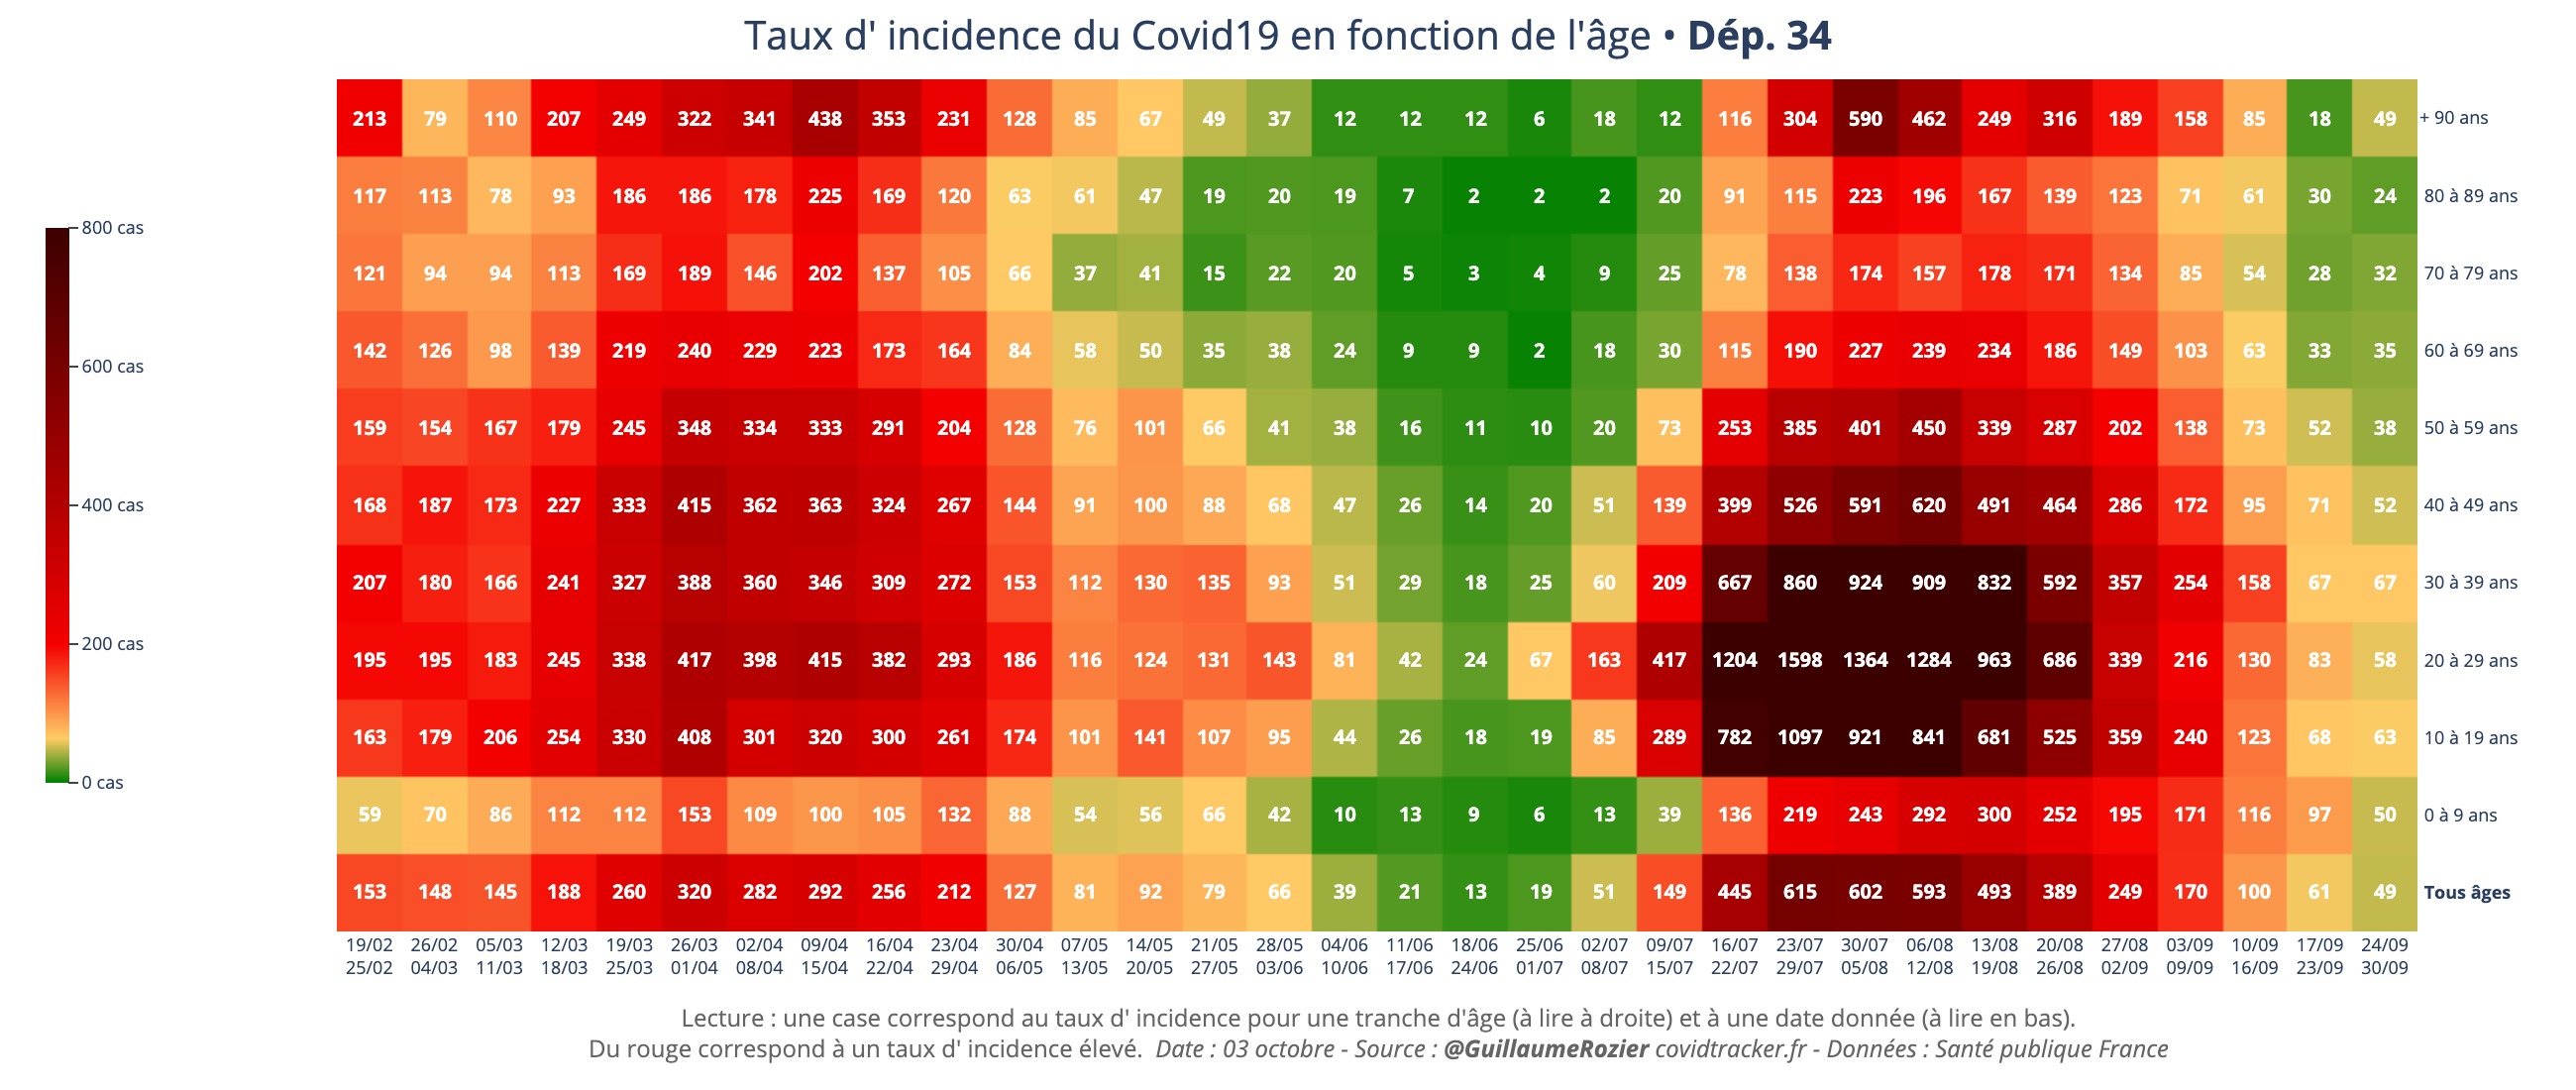 Taux d' incidence du Covid19 en fonction de l'âge • Dép. 34
800 cas
600 cas
400 cas
200 cas
0 cas
213 79 110 207 249 322 341 438 353 231 128 85 67 49 37 12 12 12 6 18 12 116 304 590 462 249 316 189 158 85 18 49 + 90 ans
117 113 78 93 186 186 178 225 169 120 63 61 47 19 20 19 7 2 2 2 20 91 115 223 196 167 139 123 71 61 30 24 80 à 89 ans
121 94 94 113 169 189 146 202 137 105 66 37 41 15 22 20 5 3 4 9 25 78 138 174 157 178 171 134 85 54 28 32 70 à 79 ans
142 126 98 139 219 240 229 223 173 164 84 58 50 35 38 24 9 9 2 18 30 115 190 227 239 234 186 149 103 63 33 35 60 à 69 ans
159 154 167 179 245 348 334 333 291 204 128 76 101 66 41 38 16 11 10 20 73 253 385 401 450 339 287 202 138 73 52 38 50 à 59 ans
168 187 173 227 333 415 362 363 324 267 144 91 100 88 68 47 26 14 20 51 139 399 526 591 620 491 464 286 172 95 71 52 40 à 49 ans
207 180 166 241 327 388 360 346 309 272 153 112 130 135 93 51 29 18 25 60 209 667 860 924 909 832 592 357 254 158 67 67 30 à 39 ans
195 195 183 245 338 417 398 415 382 293 186 116 124 131 143 81 42 24 67 163 417 1204 1598 1364 1284 963 686 339 216 130 83 58 20 à 29 ans
163 179 206 254 330 408 301 320 300 261 174 101 141 107 95 44 26 18 19 85 289 782 1097 921 841 681 525 359 240 123 68 63 10 à 19 ans
59 70 86 112 112 153 109 100 105 132 88 54 56 66 42 10 13 9 6 13 39 136 219 243 292 300 252 195 171 116 97 50 0 à 9 ans
153 148 145 188 260 320 282 292 256 212 127 81 92 79 66 39 21 13 19 51 149 445 615 602 593 493 389 249 170 100 61 49 Tous âges
19/02 26/02 05/03 12/03 19/03 26/03 02/04 09/04 16/04 23/04 30/04 07/05 14/05 21/05 28/05 04/06 11/06 18/06 25/06 02/07 09/07 16/07 23/07 30/07 06/08 13/08 20/08 27/08 03/09 10/09 17/09 24/09
25/02 04/03 11/03 18/03 25/03 01/04 08/04 15/04 22/04 29/04 06/05 13/05 20/05 27/05 03/06 10/06 17/06 24/06 01/07 08/07 15/07 22/07 29/07 05/08 12/08 19/08 26/08 02/09 09/09 16/09 23/09 30/09
Lecture : une case correspond au taux d' incidence pour une tranche d'âge (à lire à droite) et à une date donnée (à lire en bas).
Du rouge correspond à un taux d' incidence élevé. Date : 03 octobre - Source : @GuillaumeRozier covidtracker.fr - Données : Santé publique France